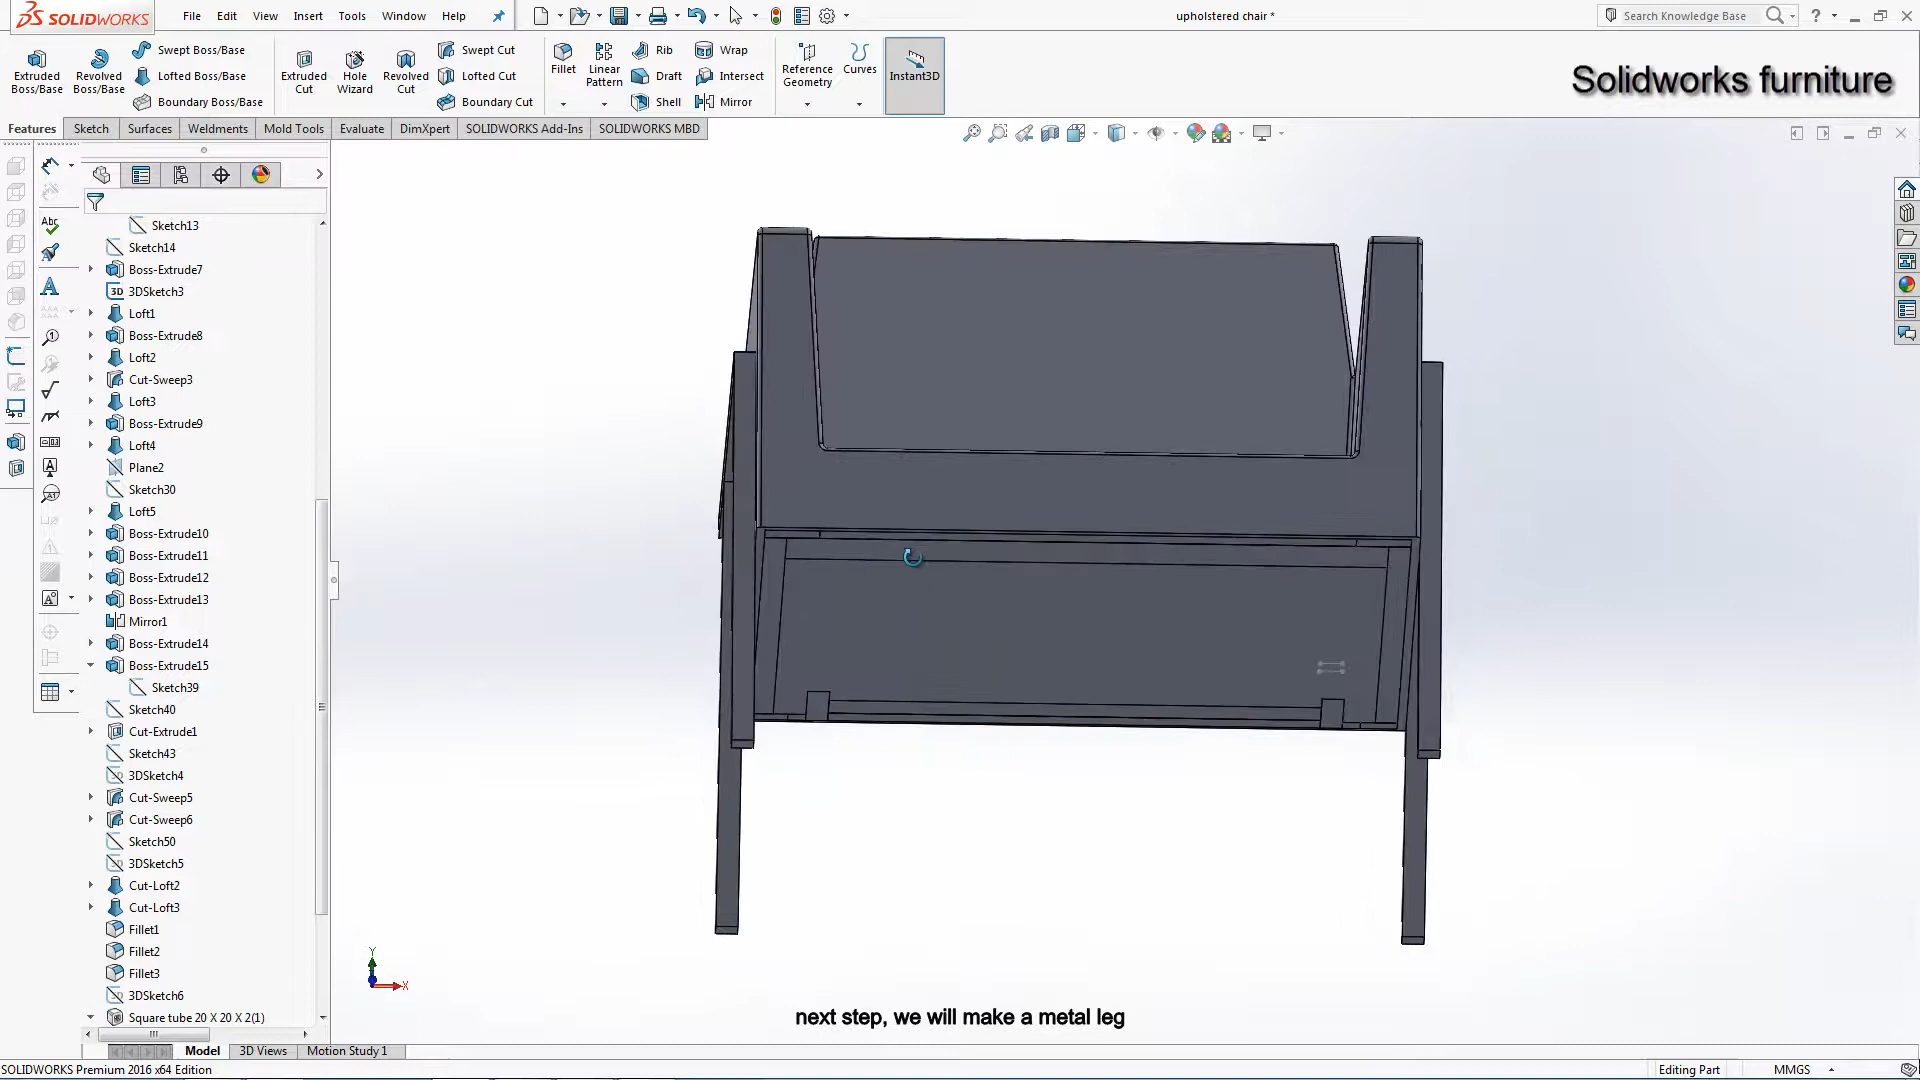 SOLIDWORKS
File Edit View Insert Tools Window Help
upholstered chair *
Search Knowledge Base
?
Extruded Boss/Base
Revolved Boss/Base
Swept Boss/Base
Lofted Boss/Base
Boundary Boss/Base
Extruded Cut
Hole Wizard
Revolved Cut
Swept Cut
Lofted Cut
Boundary Cut
Fillet
Linear Pattern
Rib
Draft
Shell
Wrap
Intersect
Mirror
Reference Geometry
Curves
Instant3D
Solidworks furniture
Features Sketch Surfaces Weldments Mold Tools Evaluate DimXpert SOLIDWORKS Add-Ins SOLIDWORKS MBD
Sketch13
Sketch14
Boss-Extrude7
3D 3DSketch3
Loft1
Boss-Extrude8
Loft2
Cut-Sweep3
Loft3
Boss-Extrude9
Loft4
Plane2
Sketch30
Loft5
Boss-Extrude10
Boss-Extrude11
Boss-Extrude12
Boss-Extrude13
Mirror1
Boss-Extrude14
Boss-Extrude15
Sketch39
Sketch40
Cut-Extrude1
Sketch43
3DSketch4
Cut-Sweep5
Cut-Sweep6
Sketch50
3DSketch5
Cut-Loft2
Cut-Loft3
Fillet1
Fillet2
Fillet3
3DSketch6
Square tube 20 X 20 X 2(1)
Y
X
next step, we will make a metal leg
Model 3D Views Motion Study 1
SOLIDWORKS Premium 2016 x64 Edition
Editing Part
MMGS